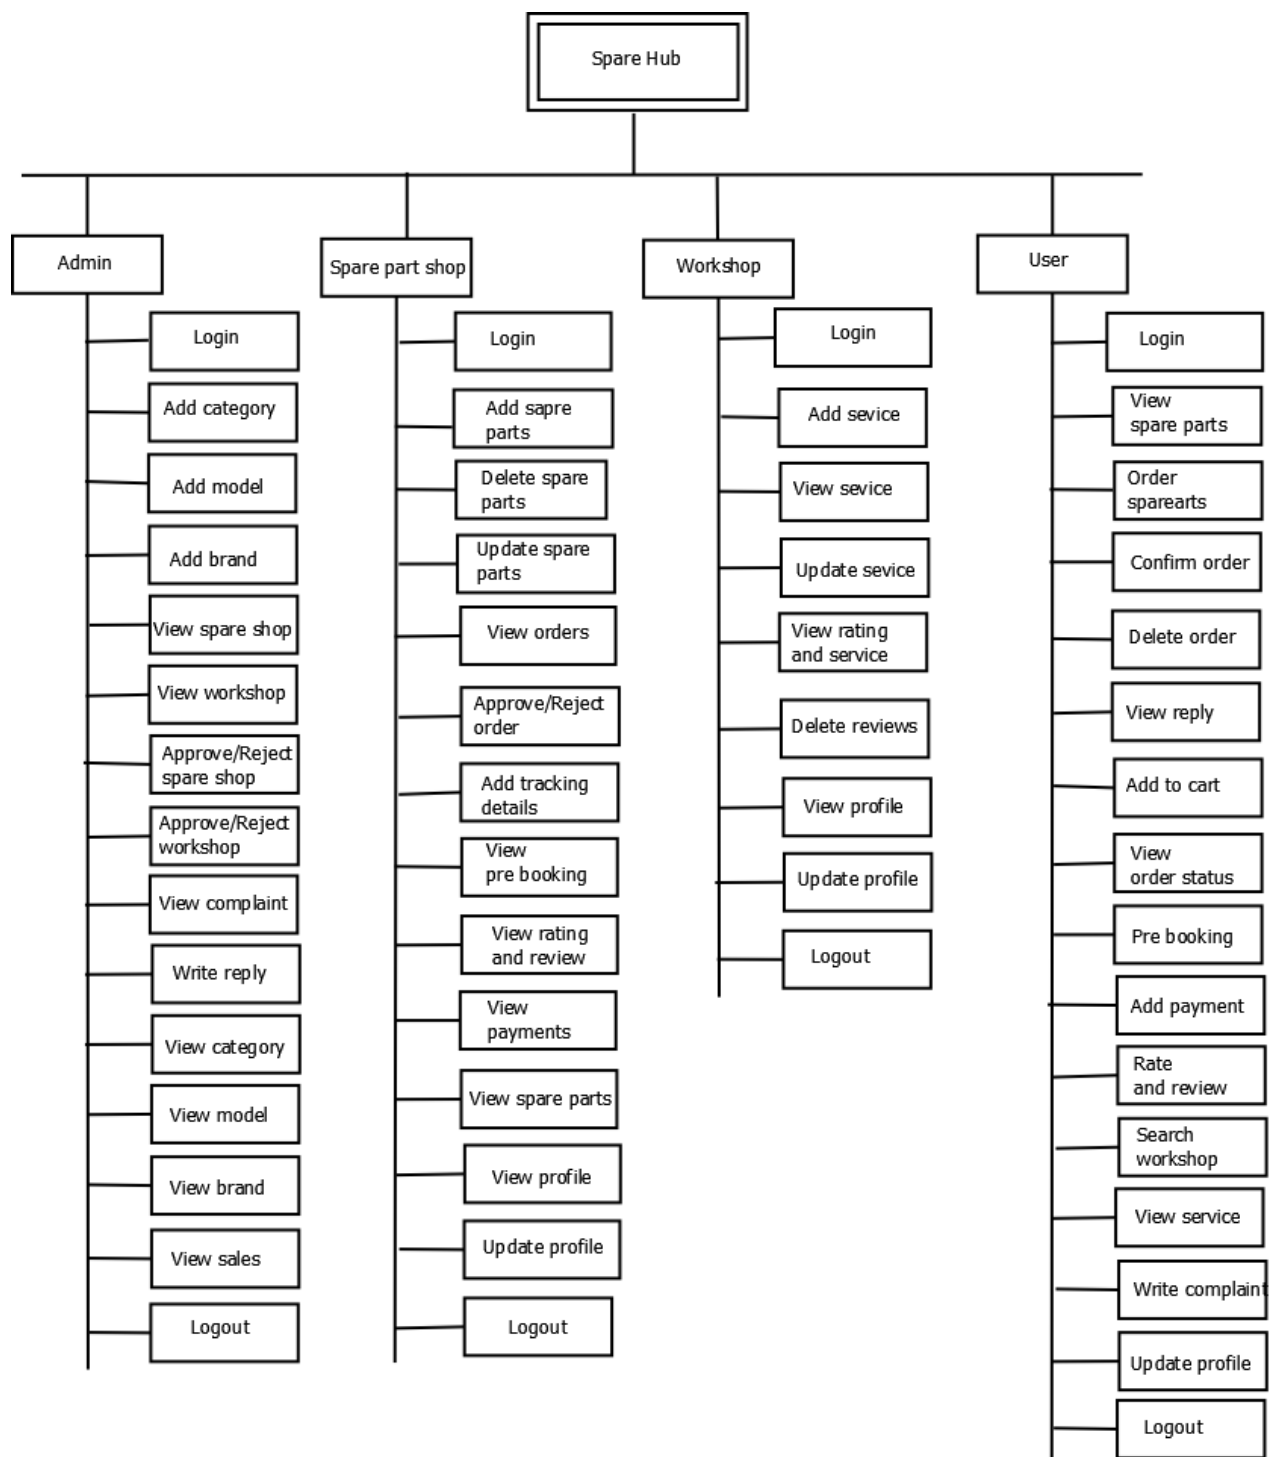 Spare Hub
Admin
Login
Add category
Add model
Add brand
View spare shop
View workshop
Approve/Reject
spare shop
Approve/Reject
workshop
View complaint
Write reply
View category
View model
View brand
View sales
Logout
Spare part shop
Login
Add sapre
parts
Delete spare
parts
Update spare
parts
View orders
Approve/Reject
order
Add tracking
details
View
pre booking
View rating
and review
View
payments
View spare parts
View profile
Update profile
Logout
Workshop
Login
Add sevice
View sevice
Update sevice
View rating
and service
Delete reviews
View profile
Update profile
Logout
User
Login
View
spare parts
Order
sparearts
Confirm order
Delete order
View reply
Add to cart
View
order status
Pre booking
Add payment
Rate
and review
Search
workshop
View service
Write complaint
Update profile
Logout